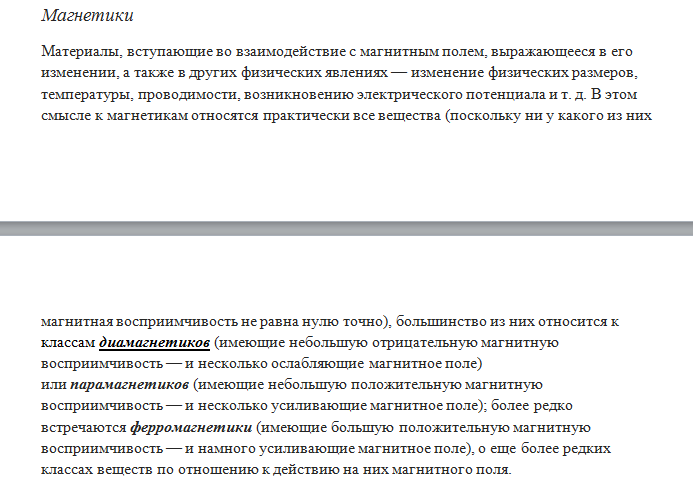 Магнетики
Материалы, вступающие во взаимодействие с магнитным полем, выражающееся в его
изменении, а также в других физических явлениях — изменение физических размеров,
температуры, проводимости, возникновению электрического потенциала и т. д. В этом
смысле к магнетикам относятся практически все вещества (поскольку ни у какого из них
магнитная восприимчивость не равна нулю точно), большинство из них относится к
классам диамагнетиков (имеющие небольшую отрицательную магнитную
восприимчивость — и несколько ослабляющие магнитное поле)
или парамагнетиков (имеющие небольшую положительную магнитную
восприимчивость — и несколько усиливающие магнитное поле); более редко
встречаются ферромагнетики (имеющие большую положительную магнитную
восприимчивость — и намного усиливающие магнитное поле), о еще более редких
классах веществ по отношению к действию на них магнитного поля.